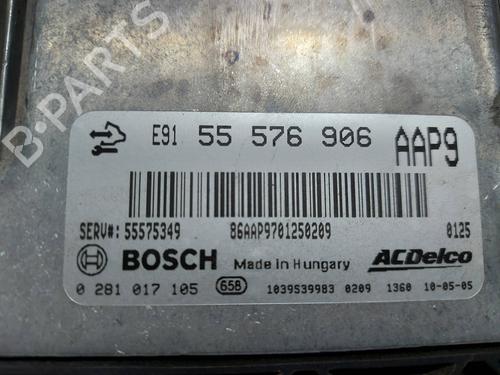 B-PARTS
E91 55 576 906 AAP9
SERV#: 55575349 86AAP9701250209 0125
BOSCH Made in Hungary ACDelco
0 281 017 105 658 1039539983 0209 1360 10-05-05